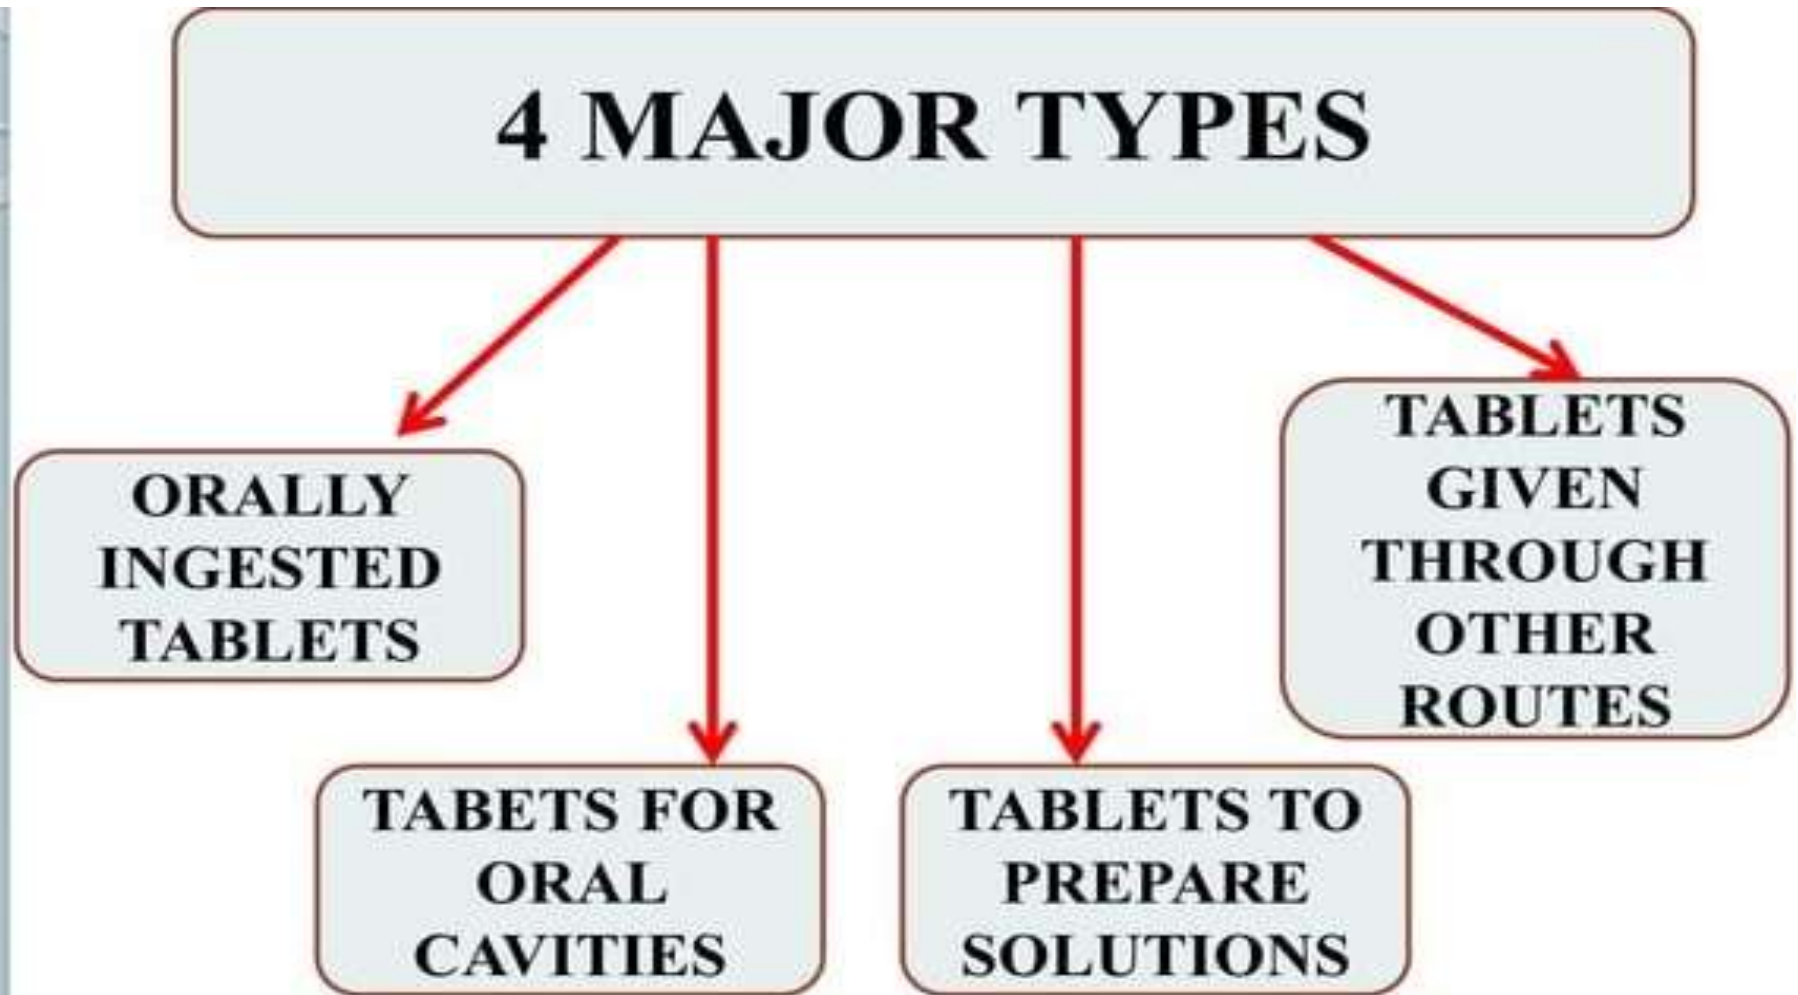 4 MAJOR TYPES
ORALLY
INGESTED
TABLETS
TABETS FOR
ORAL
CAVITIES
TABLETS TO
PREPARE
SOLUTIONS
TABLETS
GIVEN
THROUGH
OTHER
ROUTES